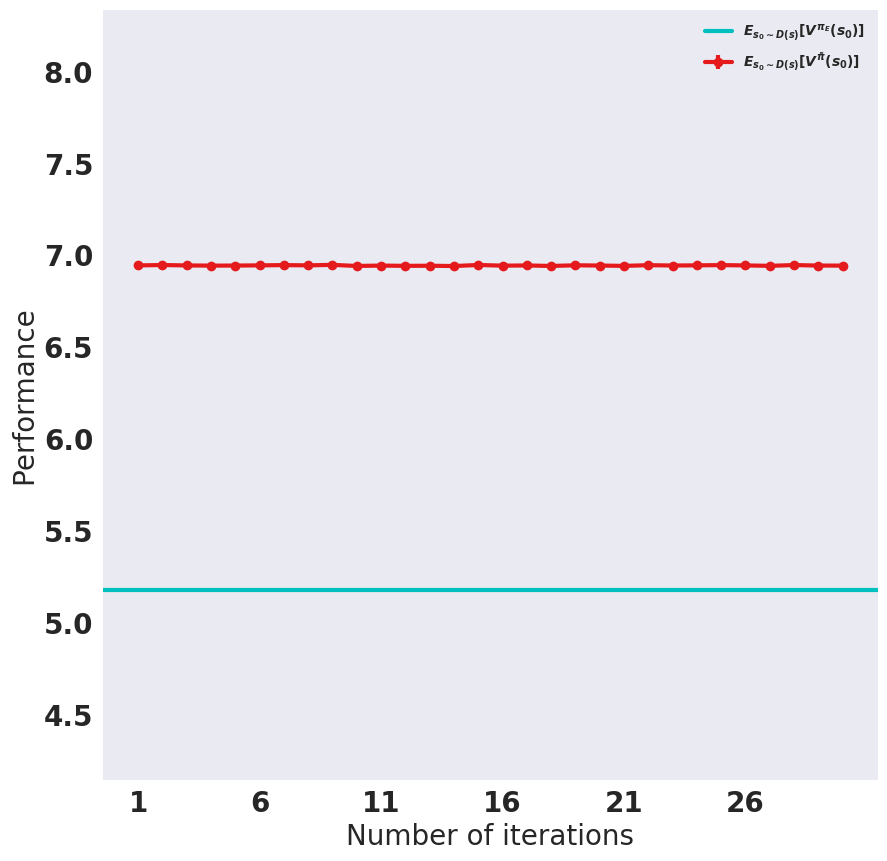 E_{s_0∼D(s)}[V^{π_E}(s_0)]
E_{s_0∼D(s)}[V^{π̃}(s_0)]
8.0
7.5
7.0
6.5
6.0
5.5
5.0
4.5
Performance
1 6 11 16 21 26
Number of iterations